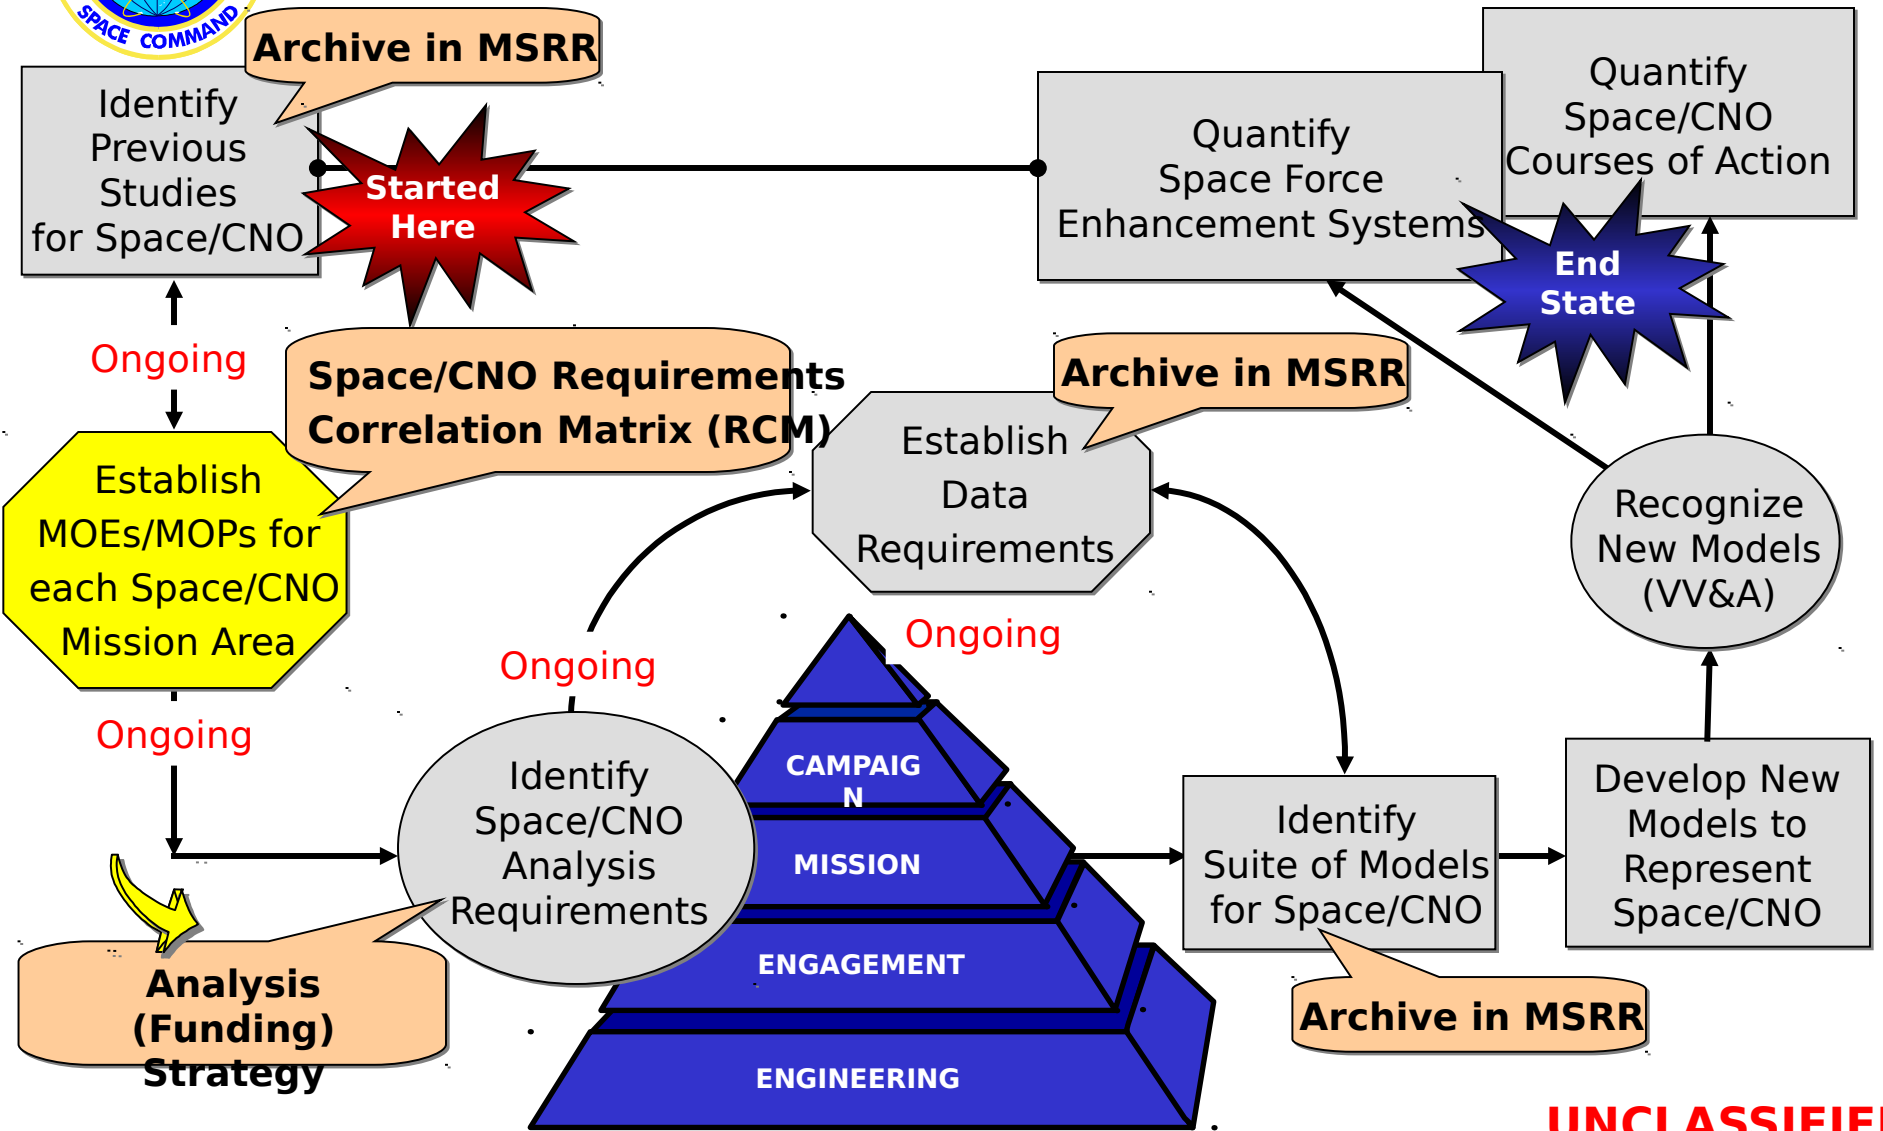 SPACE COMMAND
Archive in MSRR
Identify
Previous
Studies
for Space/CNO
Started
Here
Quantify
Space Force
Enhancement Systems
Quantify
Space/CNO
Courses of Action
End
State
Ongoing
Space/CNO Requirements
Correlation Matrix (RCM)
Archive in MSRR
Establish
MOEs/MOPs for
each Space/CNO
Mission Area
Establish
Data
Requirements
Recognize
New Models
(VV&A)
Ongoing
Ongoing
Ongoing
Identify
Space/CNO
Analysis
Requirements
CAMPAIG
N
MISSION
ENGAGEMENT
ENGINEERING
Identify
Suite of Models
for Space/CNO
Develop New
Models to
Represent
Space/CNO
Analysis
(Funding)
Strategy
Archive in MSRR
UNCLASSIFIE